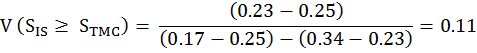 V (S_IS ≥ S_TMC) = (0.23 − 0.25) / ((0.17 − 0.25) − (0.34 − 0.23)) = 0.11